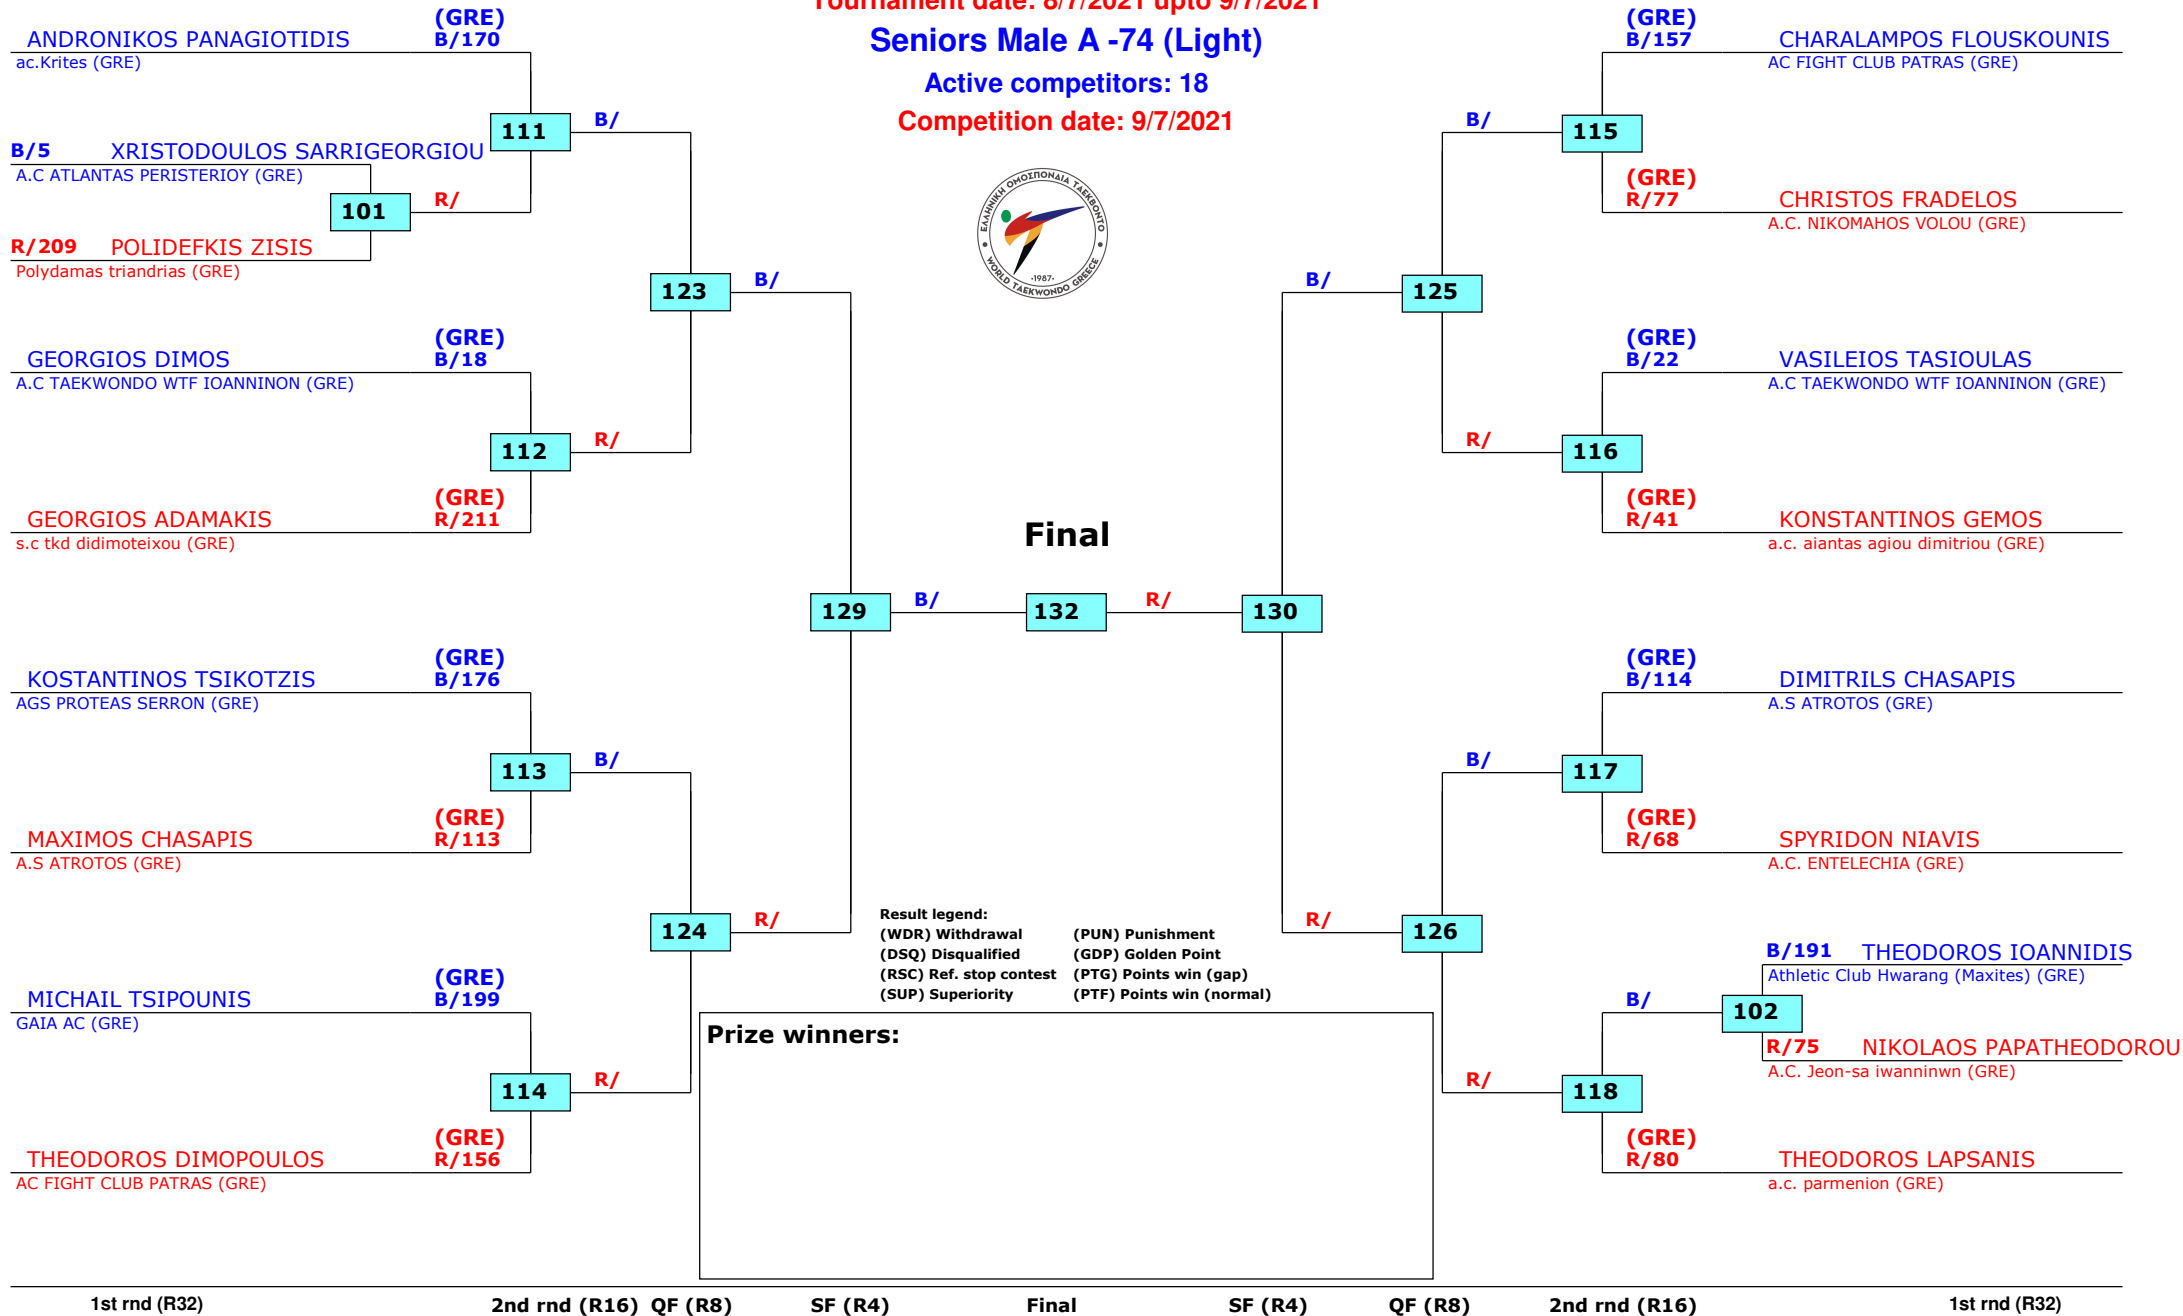 Tournament date: 8/7/2021 upto 9/7/2021
Seniors Male A -74 (Light)
Active competitors: 18
Competition date: 9/7/2021
ΕΛΛΗΝΙΚΗ ΟΜΟΣΠΟΝΔΙΑ ΤΑΕΚΒΟΝΤΟ
·1987·
WORLD TAEKWONDO GREECE
(GRE)
ANDRONIKOS PANAGIOTIDIS B/170
ac.Krites (GRE)
111 B/
B/5 XRISTODOULOS SARRIGEORGIOU
A.C ATLANTAS PERISTERIOY (GRE)
101 R/
R/209 POLIDEFKIS ZISIS
Polydamas triandrias (GRE)
123 B/
(GRE)
GEORGIOS DIMOS B/18
A.C TAEKWONDO WTF IOANNINON (GRE)
112 R/
(GRE)
GEORGIOS ADAMAKIS R/211
s.c tkd didimoteixou (GRE)
129 B/
(GRE)
KOSTANTINOS TSIKOTZIS B/176
AGS PROTEAS SERRON (GRE)
113 B/
(GRE)
MAXIMOS CHASAPIS R/113
A.S ATROTOS (GRE)
124 R/
(GRE)
MICHAIL TSIPOUNIS B/199
GAIA AC (GRE)
114 R/
(GRE)
THEODOROS DIMOPOULOS R/156
AC FIGHT CLUB PATRAS (GRE)
Final
132
(GRE)
B/157 CHARALAMPOS FLOUSKOUNIS
AC FIGHT CLUB PATRAS (GRE)
B/ 115
(GRE)
R/77 CHRISTOS FRADELOS
A.C. NIKOMAHOS VOLOU (GRE)
B/ 125
(GRE)
B/22 VASILEIOS TASIOULAS
A.C TAEKWONDO WTF IOANNINON (GRE)
R/ 116
(GRE)
R/41 KONSTANTINOS GEMOS
a.c. aiantas agiou dimitriou (GRE)
R/ 130
(GRE)
B/114 DIMITRILS CHASAPIS
A.S ATROTOS (GRE)
B/ 117
(GRE)
R/68 SPYRIDON NIAVIS
A.C. ENTELECHIA (GRE)
R/ 126
B/191 THEODOROS IOANNIDIS
Athletic Club Hwarang (Maxites) (GRE)
B/ 102
R/75 NIKOLAOS PAPATHEODOROU
A.C. Jeon-sa iwanninwn (GRE)
R/ 118
(GRE)
R/80 THEODOROS LAPSANIS
a.c. parmenion (GRE)
Result legend:
(WDR) Withdrawal (PUN) Punishment
(DSQ) Disqualified (GDP) Golden Point
(RSC) Ref. stop contest (PTG) Points win (gap)
(SUP) Superiority (PTF) Points win (normal)
Prize winners:
1st rnd (R32) 2nd rnd (R16) QF (R8) SF (R4) Final SF (R4) QF (R8) 2nd rnd (R16) 1st rnd (R32)